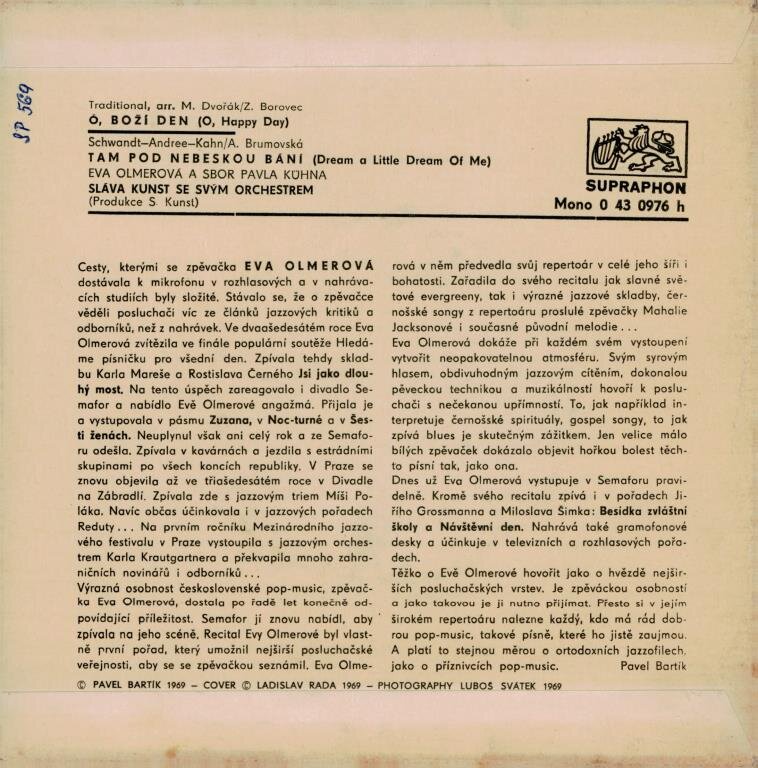 SP 569
Traditional, arr. M. Dvořák/Z. Borovec
Ó, BOŽÍ DEN (O, Happy Day)
Schwandt—Andree—Kahn/A. Brumovská
TAM POD NEBESKOU BÁNÍ (Dream a Little Dream Of Me)
EVA OLMEROVÁ A SBOR PAVLA KÜHNA
SLÁVA KUNST SE SVÝM ORCHESTREM
(Produkce S. Kunst)
SUPRAPHON
Mono 0 43 0976 h
Cesty, kterými se zpěvačka EVA OLMEROVÁ
dostávala k mikrofonu v rozhlasových a v nahráva-
cích studiích byly složité. Stávalo se, že o zpěvačce
věděli posluchači víc ze článků jazzových kritiků a
odborníků, než z nahrávek. Ve dvaašedesátém roce Eva
Olmerová zvítězila ve finále populární soutěže Hledá-
me písničku pro všední den. Zpívala tehdy sklad-
bu Karla Mareše a Rostislava Černého Jsi jako dlou-
hý most. Na tento úspěch zareagovalo i divadlo Se-
mafor a nabídlo Evě Olmerové angažmá. Přijala je
a vystupovala v pásmu Zuzana, v Noc-turné a v Šes-
ti ženách. Neuplynul však ani celý rok a ze Semafo-
ru odešla. Zpívala v kavárnách a jezdila s estrádními
skupinami po všech koncích republiky. V Praze se
znovu objevila až ve třiašedesátém roce v Divadle
na Zábradlí. Zpívala zde s jazzovým triem Míši Po-
láka. Navíc občas účinkovala i v jazzových pořadech
Reduty... Na prvním ročníku Mezinárodního jazzo-
vého festivalu v Praze vystoupila s jazzovým orches-
trem Karla Krautgartnera a překvapila mnoho zahra-
ničních novinářů i odborníků...
Výrazná osobnost československé pop-music, zpěvač-
ka Eva Olmerová, dostala po řadě let konečně od-
povídající příležitost. Semafor jí znovu nabídl, aby
zpívala na jeho scéně. Recital Evy Olmerové byl vlast-
ně první pořad, který umožnil nejširší posluchačské
veřejnosti, aby se se zpěvačkou seznámil. Eva Olme-
rová v něm předvedla svůj repertoár v celé jeho šíři i
bohatosti. Zařadila do svého recitalu jak slavné svě-
tové evergreeny, tak i výrazné jazzové skladby, čer-
nošské songy z repertoáru proslulé zpěvačky Mahalie
Jacksonové i současné původní melodie...
Eva Olmerová dokáže při každém svém vystoupení
vytvořit neopakovatelnou atmosféru. Svým syrovým
hlasem, obdivuhodným jazzovým cítěním, dokonalou
pěveckou technikou a muzikálností hovoří k poslu-
chači s nečekanou upřímností. To, jak například in-
terpretuje černošské spirituály, gospel songy, to jak
zpívá blues je skutečným zážitkem. Jen velice málo
bílých zpěvaček dokázalo objevit hořkou bolest těch-
to písní tak, jako ona.
Dnes už Eva Olmerová vystupuje v Semaforu pravi-
delně. Kromě svého recitalu zpívá i v pořadech Ji-
řího Grossmanna a Miloslava Šimka: Besídka zvláštní
školy a Návštěvní den. Nahrává také gramofonové
desky a účinkuje v televizních a rozhlasových pořa-
dech.
Těžko o Evě Olmerové hovořit jako o hvězdě nejšir-
ších posluchačských vrstev. Je zpěváckou osobností
a jako takovou je ji nutno přijímat. Přesto si v jejím
širokém repertoáru nalezne každý, kdo má rád dob-
rou pop-music, takové písně, které ho jistě zaujmou.
A platí to stejnou měrou o ortodoxních jazzofilech,
jako o příznivcích pop-music. Pavel Bartík
© PAVEL BARTÍK 1969 — COVER © LADISLAV RADA 1969 — PHOTOGRAPHY LUBOŠ SVÁTEK 1969